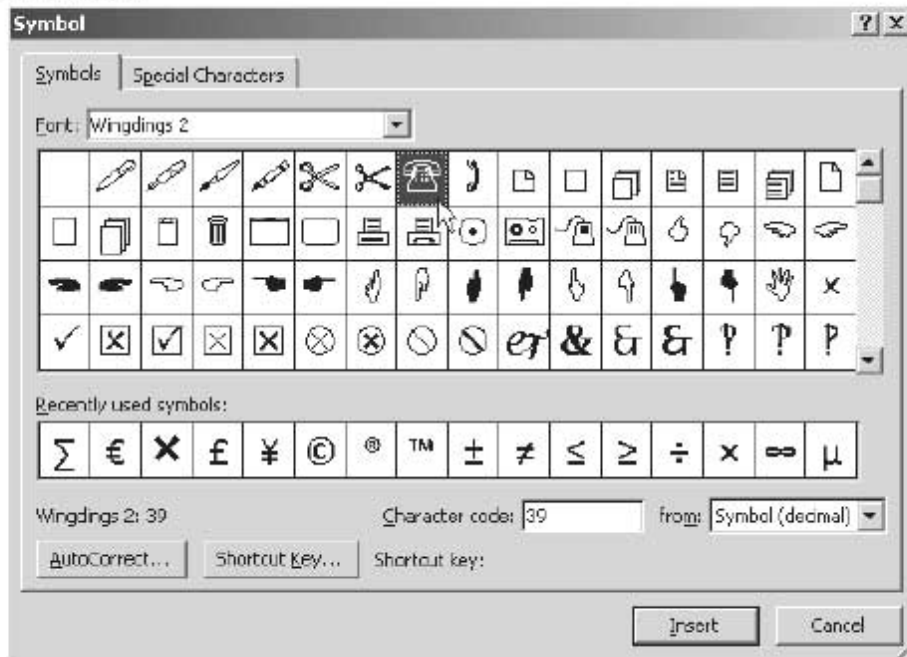 Symbol
Symbols Special Characters
Font: Wingdings 2
Recently used symbols:
∑ € × £ ¥ © ® ™ ± ≠ ≤ ≥ ÷ × ∞ µ
Wingdings 2: 39 Character code: 39 from: Symbol (decimal)
AutoCorrect... Shortcut Key... Shortcut key:
Insert Cancel